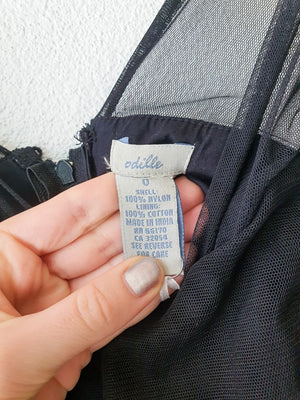 odille
0
SHELL:
100% NYLON
LINING:
100% COTTON
MADE IN INDIA
RN 66170
CA 32054
SEE REVERSE
FOR CARE